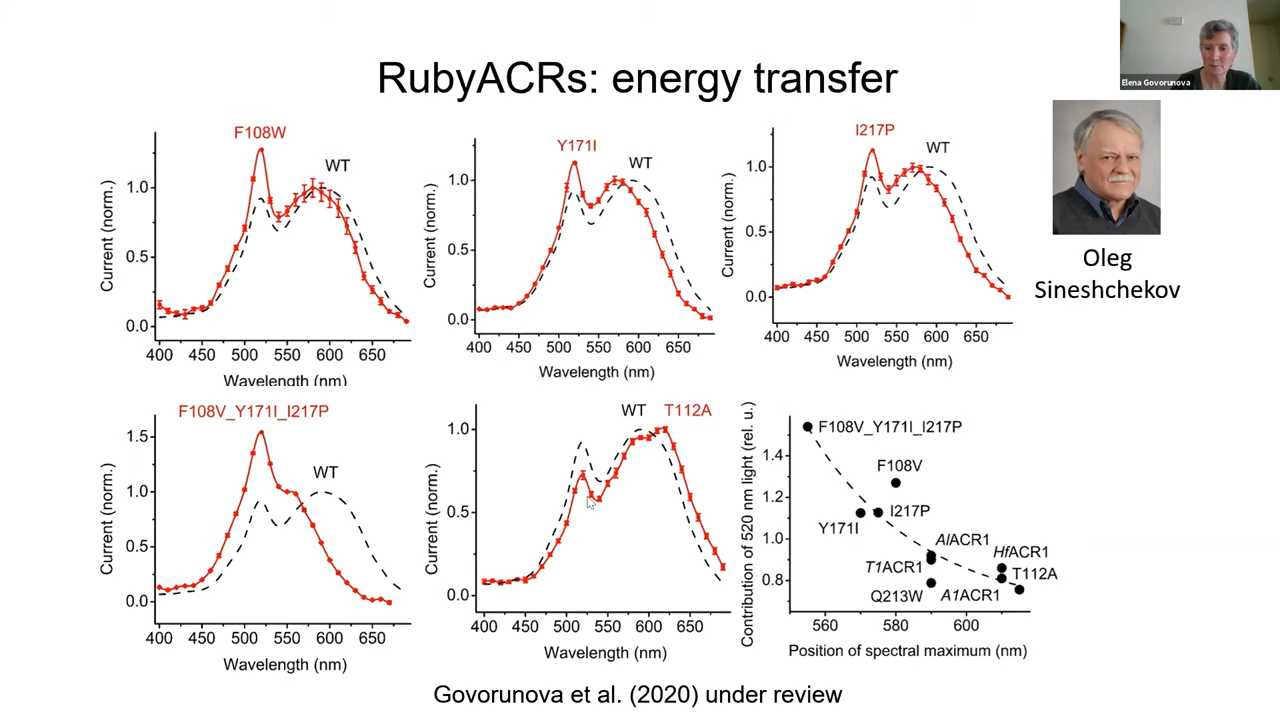 RubyACRs: energy transfer
Elena Govorunova
Oleg
Sineshchekov
F108W
WT
Current (norm.)
1.0
0.5
0.0
400 450 500 550 600 650
Wavelength (nm)
Y171I
WT
Current (norm.)
1.0
0.5
0.0
400 450 500 550 600 650
Wavelength (nm)
I217P
WT
Current (norm.)
1.0
0.5
0.0
400 450 500 550 600 650
Wavelength (nm)
F108V_Y171I_I217P
WT
Current (norm.)
1.5
1.0
0.5
0.0
400 450 500 550 600 650
Wavelength (nm)
WT T112A
Current (norm.)
1.0
0.5
0.0
400 450 500 550 600 650
Wavelength (nm)
Contribution of 520 nm light (rel. u.)
1.4
1.2
1.0
0.8
F108V_Y171I_I217P
F108V
Y171I
I217P
AlACR1
HfACR1
T1ACR1
T112A
Q213W
A1ACR1
560 580 600
Position of spectral maximum (nm)
Govorunova et al. (2020) under review